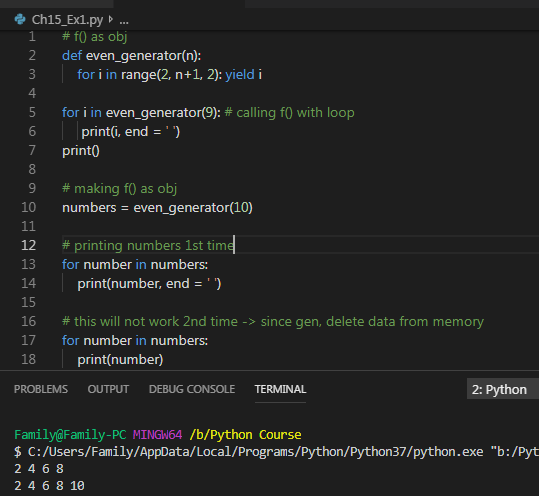 Ch15_Ex1.py > ...
1 # f() as obj
2 def even_generator(n):
3 for i in range(2, n+1, 2): yield i
4
5 for i in even_generator(9): # calling f() with loop
6 print(i, end = ' ')
7 print()
8
9 # making f() as obj
10 numbers = even_generator(10)
11
12 # printing numbers 1st time
13 for number in numbers:
14 print(number, end = ' ')
15
16 # this will not work 2nd time -> since gen, delete data from memory
17 for number in numbers:
18 print(number)
PROBLEMS OUTPUT DEBUG CONSOLE TERMINAL 2: Python
Family@Family-PC MINGW64 /b/Python Course
$ C:/Users/Family/AppData/Local/Programs/Python/Python37/python.exe "b:/Pyt
2 4 6 8
2 4 6 8 10